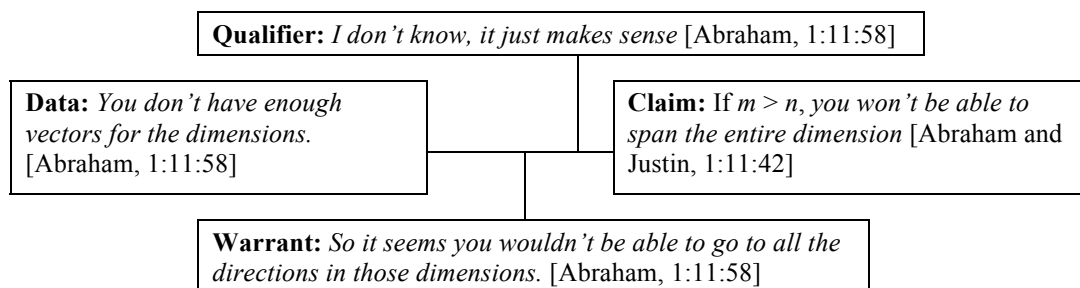 Qualifier: I don't know, it just makes sense [Abraham, 1:11:58]
Data: You don't have enough
vectors for the dimensions.
[Abraham, 1:11:58]
Claim: If m > n, you won't be able to
span the entire dimension [Abraham and
Justin, 1:11:42]
Warrant: So it seems you wouldn't be able to go to all the
directions in those dimensions. [Abraham, 1:11:58]